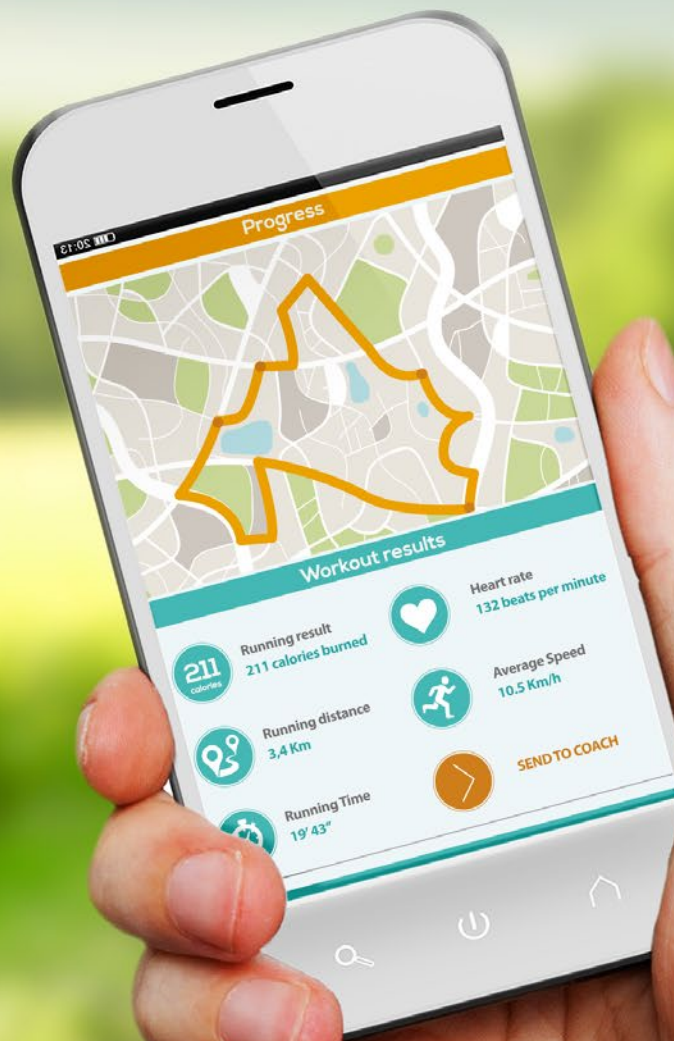 20:13
Progress
Workout results
211
calories
Running result
211 calories burned
Heart rate
132 beats per minute
Running distance
3,4 Km
Average Speed
10.5 Km/h
Running Time
19' 43"
SEND TO COACH